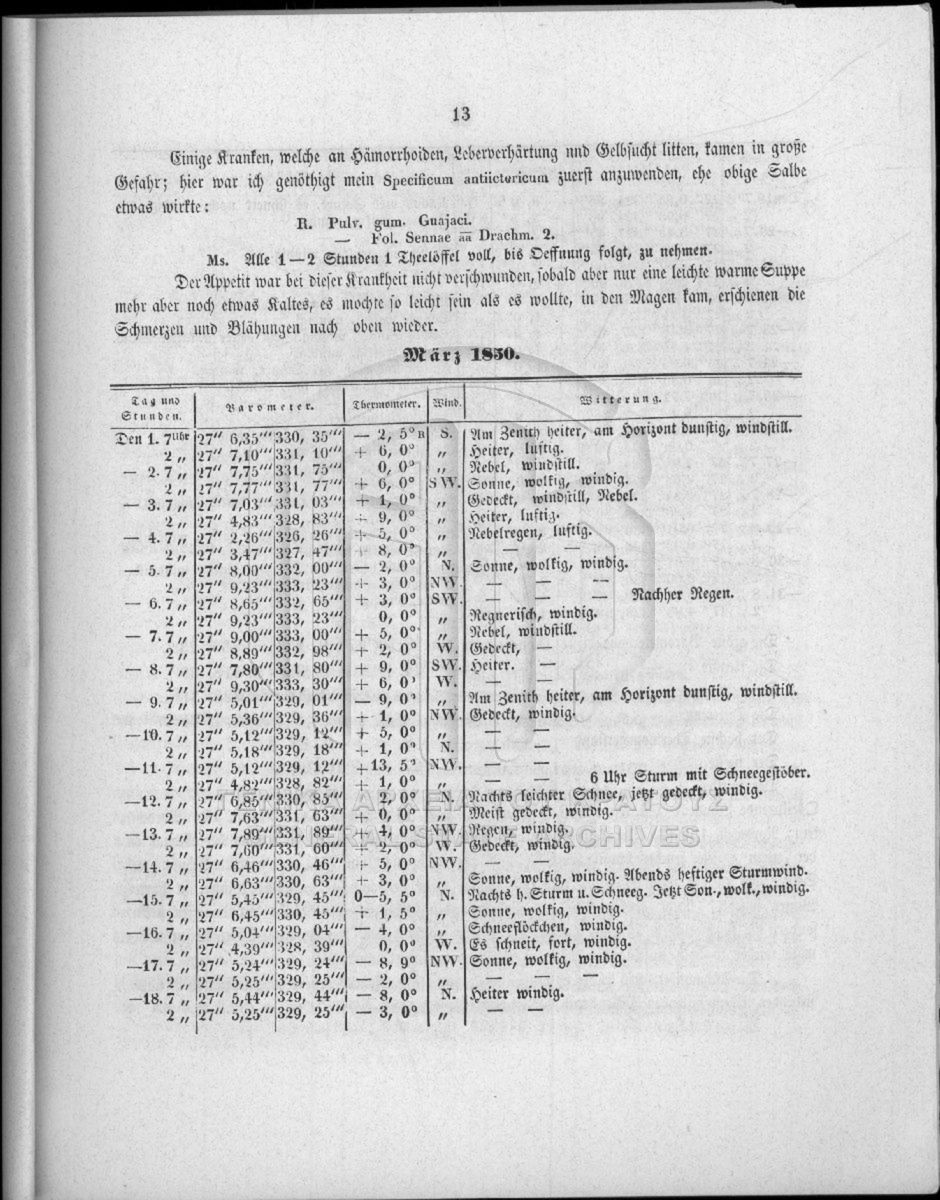 13
Einige Kranken, welche an Hämorrhoiden, Leberverhärtung und Gelbsucht litten, kamen in große
Gefahr; hier war ich genöthigt mein Specificum antiictericum zuerst anzuwenden, ehe obige Salbe
etwas wirkte:
R. Pulv. gum. Guajaci.
— Fol. Sennae āā Drachm. 2.
Ms. Alle 1—2 Stunden 1 Theelöffel voll, bis Oeffnung folgt, zu nehmen.
Der Appetit war bei dieser Krankheit nicht verschwunden, sobald aber nur eine leichte warme Suppe
mehr aber noch etwas Kaltes, es mochte so leicht sein als es wollte, in den Magen kam, erschienen die
Schmerzen und Blähungen nach oben wieder.
März 1850.
Tag und Stunden. Barometer. Thermometer. Wind. Witterung.
Den 1. 7 Uhr 27" 6,35''' 330, 35''' — 2, 5° R S. Am Zenith heiter, am Horizont dunstig, windstill.
2 „ 27" 7,10''' 331, 10''' + 6, 0° „ Heiter, luftig.
— 2. 7 „ 27" 7,75''' 331, 75''' 0, 0° „ Nebel, windstill.
2 „ 27" 7,77''' 331, 77''' + 6, 0° SW. Sonne, wolkig, windig.
— 3. 7 „ 27" 7,03''' 331, 03''' + 1, 0° „ Gedeckt, windstill, Nebel.
2 „ 27" 4,83''' 328, 83''' + 9, 0° „ Heiter, luftig.
— 4. 7 „ 27" 2,26''' 326, 26''' + 5, 0° „ Nebelregen, luftig.
2 „ 27" 3,47''' 327, 47''' + 8, 0° „ — —
— 5. 7 „ 27" 8,00''' 332, 00''' — 2, 0° N. Sonne, wolkig, windig.
2 „ 27" 9,23''' 333, 23''' + 3, 0° NW. — — —
— 6. 7 „ 27" 8,65''' 332, 65''' + 3, 0° SW. — — — Nachher Regen.
2 „ 27" 9,23''' 333, 23''' 0, 0° „ Regnerisch, windig.
— 7. 7 „ 27" 9,00''' 333, 00''' + 5, 0° „ Nebel, windstill.
2 „ 27" 8,89''' 332, 98''' + 2, 0° W. Gedeckt, —
— 8. 7 „ 27" 7,80''' 331, 80''' + 9, 0° SW. Heiter. —
2 „ 27" 9,30''' 333, 30''' + 6, 0° W. — —
— 9. 7 „ 27" 5,01''' 329, 01''' — 9, 0° „ Am Zenith heiter, am Horizont dunstig, windstill.
2 „ 27" 5,36''' 329, 36''' + 1, 0° NW. Gedeckt, windig.
—10. 7 „ 27" 5,12''' 329, 12''' + 5, 0° „ — —
2 „ 27" 5,18''' 329, 18''' + 1, 0° N. — —
—11. 7 „ 27" 5,12''' 329, 12''' +13, 5° NW. — —
2 „ 27" 4,82''' 328, 82''' + 1, 0° „ — — 6 Uhr Sturm mit Schneegestöber.
—12. 7 „ 27" 6,85''' 330, 85''' 2, 0° N. Nachts leichter Schnee, jetzt gedeckt, windig.
2 „ 27" 7,63''' 331, 63''' + 0, 0° „ Meist gedeckt, windig.
—13. 7 „ 27" 7,89''' 331, 89''' + 4, 0° NW. Regen, windig.
2 „ 27" 7,60''' 331, 60''' + 2, 0° W. Gedeckt, windig.
—14. 7 „ 27" 6,46''' 330, 46''' + 5, 0° NW. — —
2 „ 27" 6,63''' 330, 63''' + 3, 0° „ Sonne, wolkig, windig. Abends heftiger Sturmwind.
—15. 7 „ 27" 5,45''' 329, 45''' 0—5, 5° N. Nachts h. Sturm u. Schneeg. Jetzt Son., wolk., windig.
2 „ 27" 6,45''' 330, 45''' + 1, 5° „ Sonne, wolkig, windig.
—16. 7 „ 27" 5,04''' 329, 04''' — 4, 0° „ Schneeflöckchen, windig.
2 „ 27" 4,39''' 328, 39''' 0, 0° W. Es schneit, fort, windig.
—17. 7 „ 27" 5,24''' 329, 24''' — 8, 9° NW. Sonne, wolkig, windig.
2 „ 27" 5,25''' 329, 25''' — 2, 0° „ — — —
—18. 7 „ 27" 5,44''' 329, 44''' — 8, 0° N. Heiter windig.
2 „ 27" 5,25''' 329, 25''' — 3, 0° „ — —